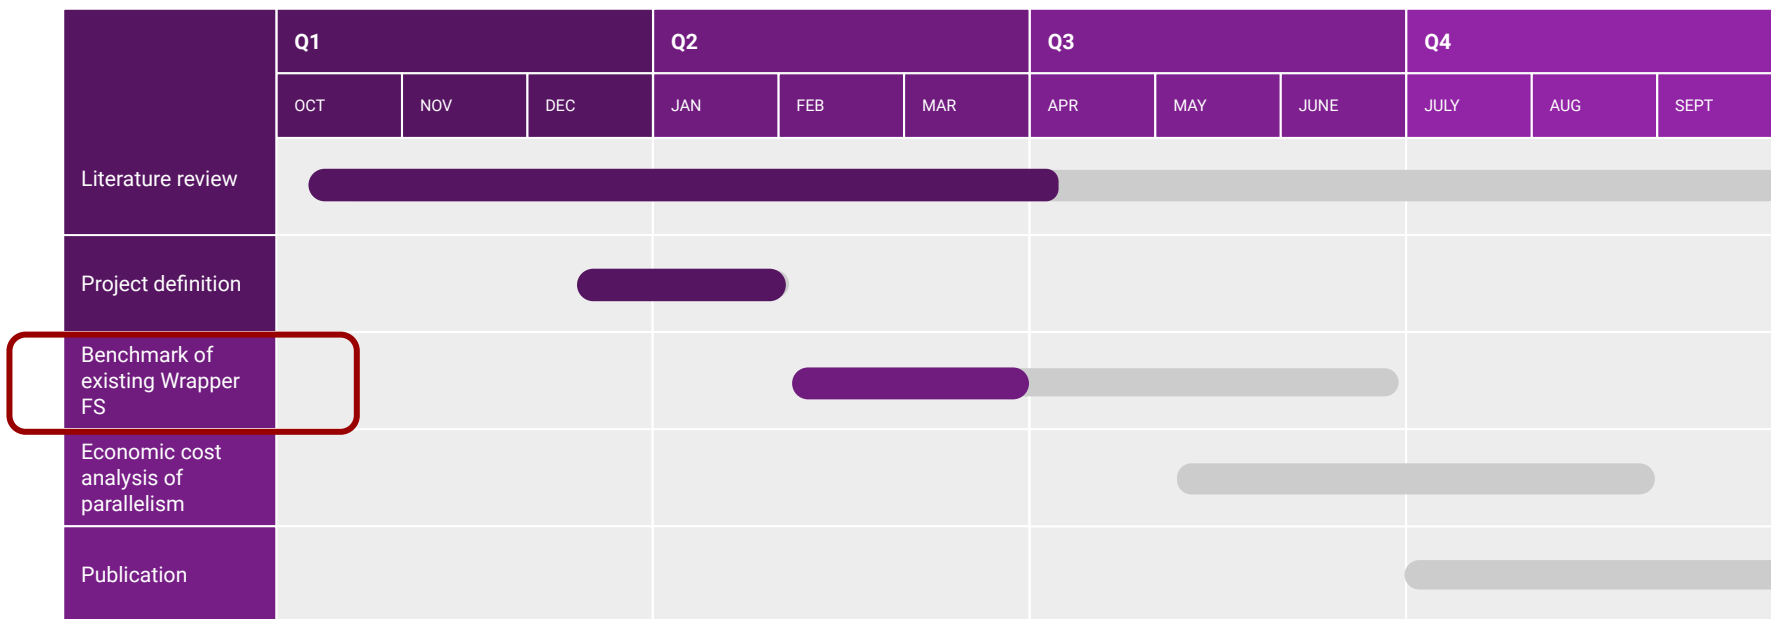 Q1
Q2
Q3
Q4
OCT
NOV
DEC
JAN
FEB
MAR
APR
MAY
JUNE
JULY
AUG
SEPT
Literature review
Project definition
Benchmark of
existing Wrapper
FS
Economic cost
analysis of
parallelism
Publication